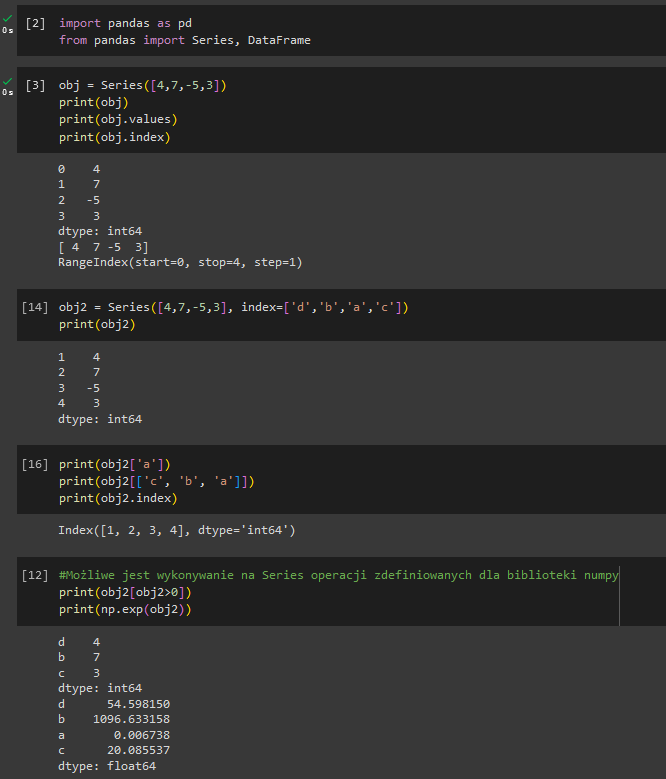 [2] import pandas as pd
0s
from pandas import Series, DataFrame
[3] obj = Series([4,7,-5,3])
0s
print(obj)
print(obj.values)
print(obj.index)
0    4
1    7
2   -5
3    3
dtype: int64
[ 4  7 -5  3]
RangeIndex(start=0, stop=4, step=1)
[14] obj2 = Series([4,7,-5,3], index=['d','b','a','c'])
print(obj2)
1    4
2    7
3   -5
4    3
dtype: int64
[16] print(obj2['a'])
print(obj2[['c', 'b', 'a']])
print(obj2.index)
Index([1, 2, 3, 4], dtype='int64')
[12] #Możliwe jest wykonywanie na Series operacji zdefiniowanych dla biblioteki numpy
print(obj2[obj2>0])
print(np.exp(obj2))
d    4
b    7
c    3
dtype: int64
d      54.598150
b    1096.633158
a       0.006738
c      20.085537
dtype: float64